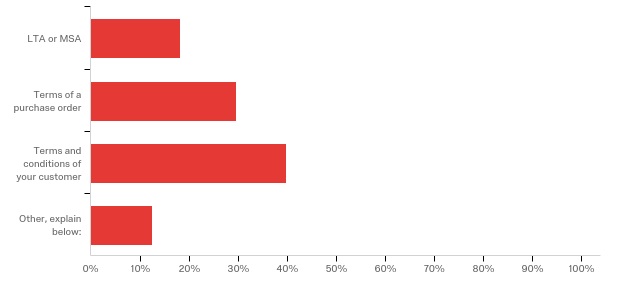 LTA or MSA
Terms of a
purchase order
Terms and
conditions of
your customer
Other, explain
below:
0% 10% 20% 30% 40% 50% 60% 70% 80% 90% 100%